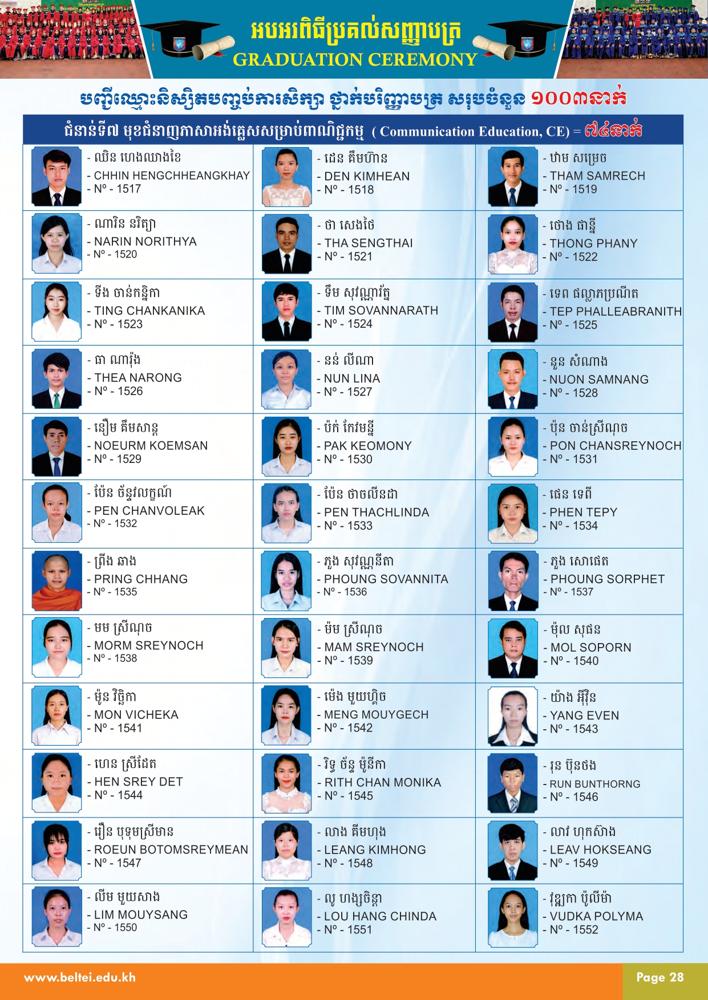 អបអរពិធីប្រគល់សញ្ញាបត្រ
GRADUATION CEREMONY
បញ្ជីឈ្មោះនិស្សិតបញ្ចប់ការសិក្សា ថ្នាក់បរិញ្ញាបត្រ សរុបចំនួន ១០០៣នាក់
ជំនាន់ទី៧ មុខជំនាញភាសាអង់គ្លេសសម្រាប់ពាណិជ្ជកម្ម ( Communication Education, CE) = ៧៤នាក់
- ឈិន ហេងឈាងខៃ
- CHHIN HENGCHHEANGKHAY
- Nº - 1517
- ដេន គឹមហ៊ាន
- DEN KIMHEAN
- Nº - 1518
- ឋាម សម្រេច
- THAM SAMRECH
- Nº - 1519
- ណារិន នរិត្យា
- NARIN NORITHYA
- Nº - 1520
- ថា សេងថៃ
- THA SENGTHAI
- Nº - 1521
- ថោង ផានី្ន
- THONG PHANY
- Nº - 1522
- ទីង ចាន់កន្និកា
- TING CHANKANIKA
- Nº - 1523
- ទឹម សុវណ្ណារ័ត្ន
- TIM SOVANNARATH
- Nº - 1524
- ទេព ផល្លាភប្រណីត
- TEP PHALLEABRANITH
- Nº - 1525
- ធា ណារ៉ុង
- THEA NARONG
- Nº - 1526
- នន់ លីណា
- NUN LINA
- Nº - 1527
- នួន សំណាង
- NUON SAMNANG
- Nº - 1528
- នឿម គឹមសាន្ត
- NOEURM KOEMSAN
- Nº - 1529
- ប៉ក់ កែវមន្នី
- PAK KEOMONY
- Nº - 1530
- ប៉ុន ចាន់ស្រីណុច
- PON CHANSREYNOCH
- Nº - 1531
- ប៉ែន ច័ន្ទវលក្ខណ៍
- PEN CHANVOLEAK
- Nº - 1532
- ប៉ែន ថាចលីនដា
- PEN THACHLINDA
- Nº - 1533
- ផេន ទេពី
- PHEN TEPY
- Nº - 1534
- ព្រីង ឆាង
- PRING CHHANG
- Nº - 1535
- ភួង សុវណ្ណនីតា
- PHOUNG SOVANNITA
- Nº - 1536
- ភួង សោផេត
- PHOUNG SORPHET
- Nº - 1537
- មម ស្រីណុច
- MORM SREYNOCH
- Nº - 1538
- ម៉ម ស្រីណុច
- MAM SREYNOCH
- Nº - 1539
- ម៉ុល សុផន
- MOL SOPORN
- Nº - 1540
- ម៉ូន វិច្ឆិកា
- MON VICHEKA
- Nº - 1541
- ម៉េង មួយហ្គិច
- MENG MOUYGECH
- Nº - 1542
- យ៉ាង អ៊ីវ៉ិន
- YANG EVEN
- Nº - 1543
- ហេន ស្រីដែត
- HEN SREY DET
- Nº - 1544
- រិទ្ធ ច័ន្ទ ម៉ូនីកា
- RITH CHAN MONIKA
- Nº - 1545
- រុន ប៊ុនថង
- RUN BUNTHORNG
- Nº - 1546
- រឿន បុទុមស្រីមាន
- ROEUN BOTOMSREYMEAN
- Nº - 1547
- លាង គីមហុង
- LEANG KIMHONG
- Nº - 1548
- លាវ ហុកស៊ាង
- LEAV HOKSEANG
- Nº - 1549
- លីម មួយសាង
- LIM MOUYSANG
- Nº - 1550
- លូ ហង្សចិន្តា
- LOU HANG CHINDA
- Nº - 1551
- វុឌ្ឍកា ប៉ូលីម៉ា
- VUDKA POLYMA
- Nº - 1552
www.beltei.edu.kh
Page 28